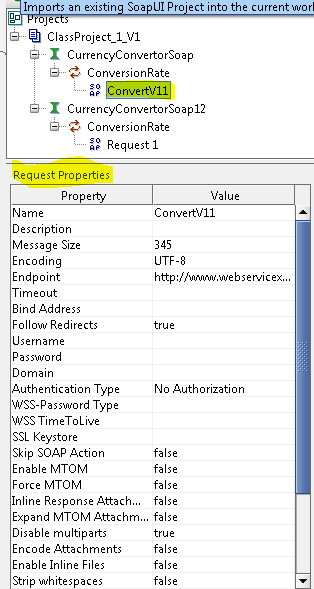 Imports an existing SoapUI Project into the current work
Projects
ClassProject_1_V1
CurrencyConvertorSoap
ConversionRate
SOAP ConvertV11
CurrencyConvertorSoap12
ConversionRate
SOAP Request 1
Request Properties
Property Value
Name ConvertV11
Description
Message Size 345
Encoding UTF-8
Endpoint http://www.webservicex...
Timeout
Bind Address
Follow Redirects true
Username
Password
Domain
Authentication Type No Authorization
WSS-Password Type
WSS TimeToLive
SSL Keystore
Skip SOAP Action false
Enable MTOM false
Force MTOM false
Inline Response Attach... false
Expand MTOM Attachm... false
Disable multiparts true
Encode Attachments false
Enable Inline Files false
Strip whitespaces false